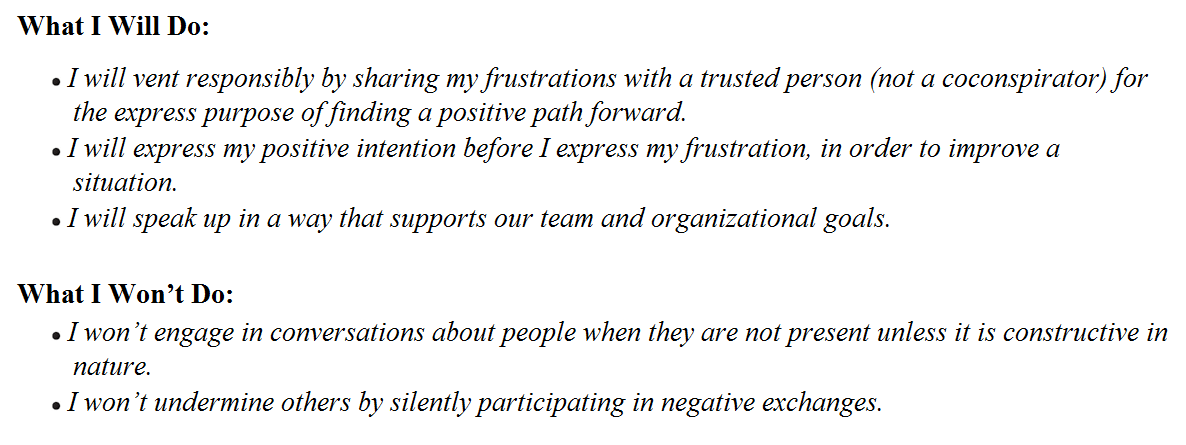 What I Will Do:
• I will vent responsibly by sharing my frustrations with a trusted person (not a coconspirator) for
the express purpose of finding a positive path forward.
• I will express my positive intention before I express my frustration, in order to improve a
situation.
• I will speak up in a way that supports our team and organizational goals.
What I Won’t Do:
• I won’t engage in conversations about people when they are not present unless it is constructive in
nature.
• I won’t undermine others by silently participating in negative exchanges.